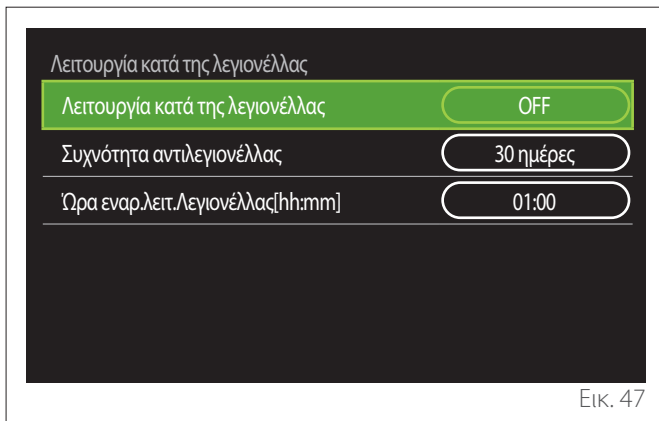 Λειτουργία κατά της λεγιονέλλας
Λειτουργία κατά της λεγιονέλλας OFF
Συχνότητα αντιλεγιονέλλας 30 ημέρες
Ώρα εναρ.λειτ.Λεγιονέλλας[hh:mm] 01:00
Εικ. 47